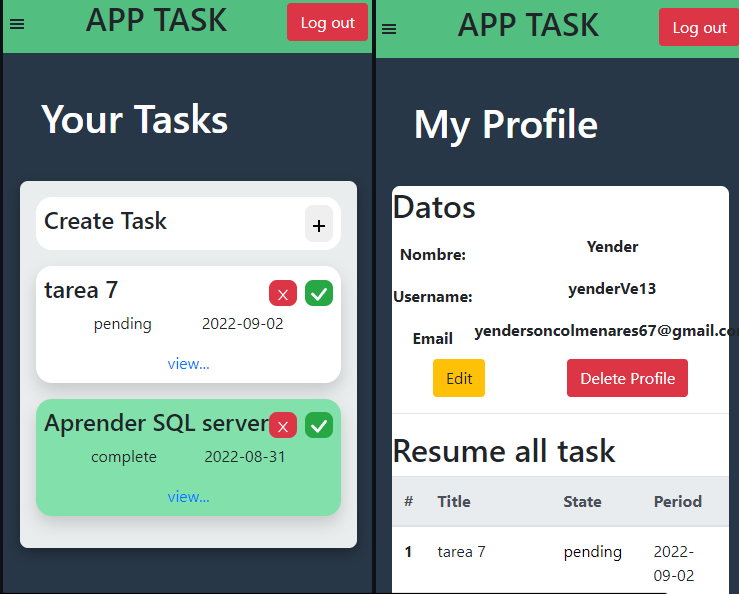 APP TASK
Log out
Your Tasks
Create Task
+
tarea 7
pending 2022-09-02
view...
Aprender SQL server
complete 2022-08-31
view...
APP TASK
Log out
My Profile
Datos
Nombre: Yender
Username: yenderVe13
Email yendersoncolmenares67@gmail.co
Edit Delete Profile
Resume all task
# Title State Period
1 tarea 7 pending 2022-
09-02